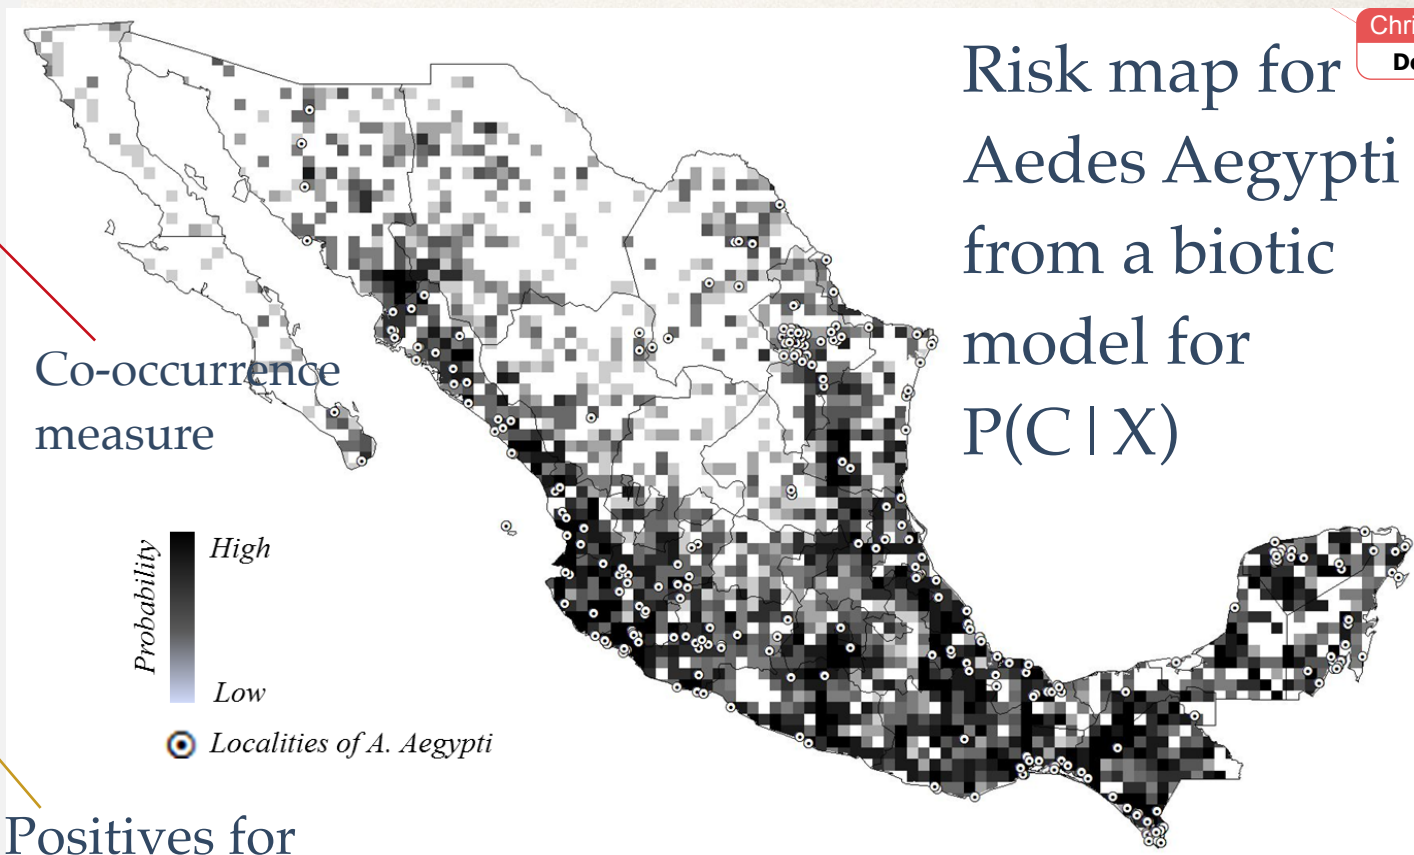 Risk map for
Aedes Aegypti
from a biotic
model for
P(C|X)
Co-occurrence
measure
Probability
High
Low
Localities of A. Aegypti
Positives for